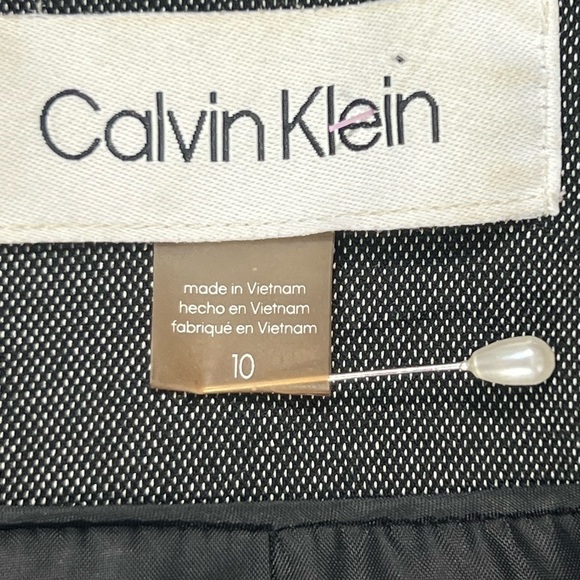 Calvin Klein
made in Vietnam
hecho en Vietnam
fabriqué en Vietnam
10